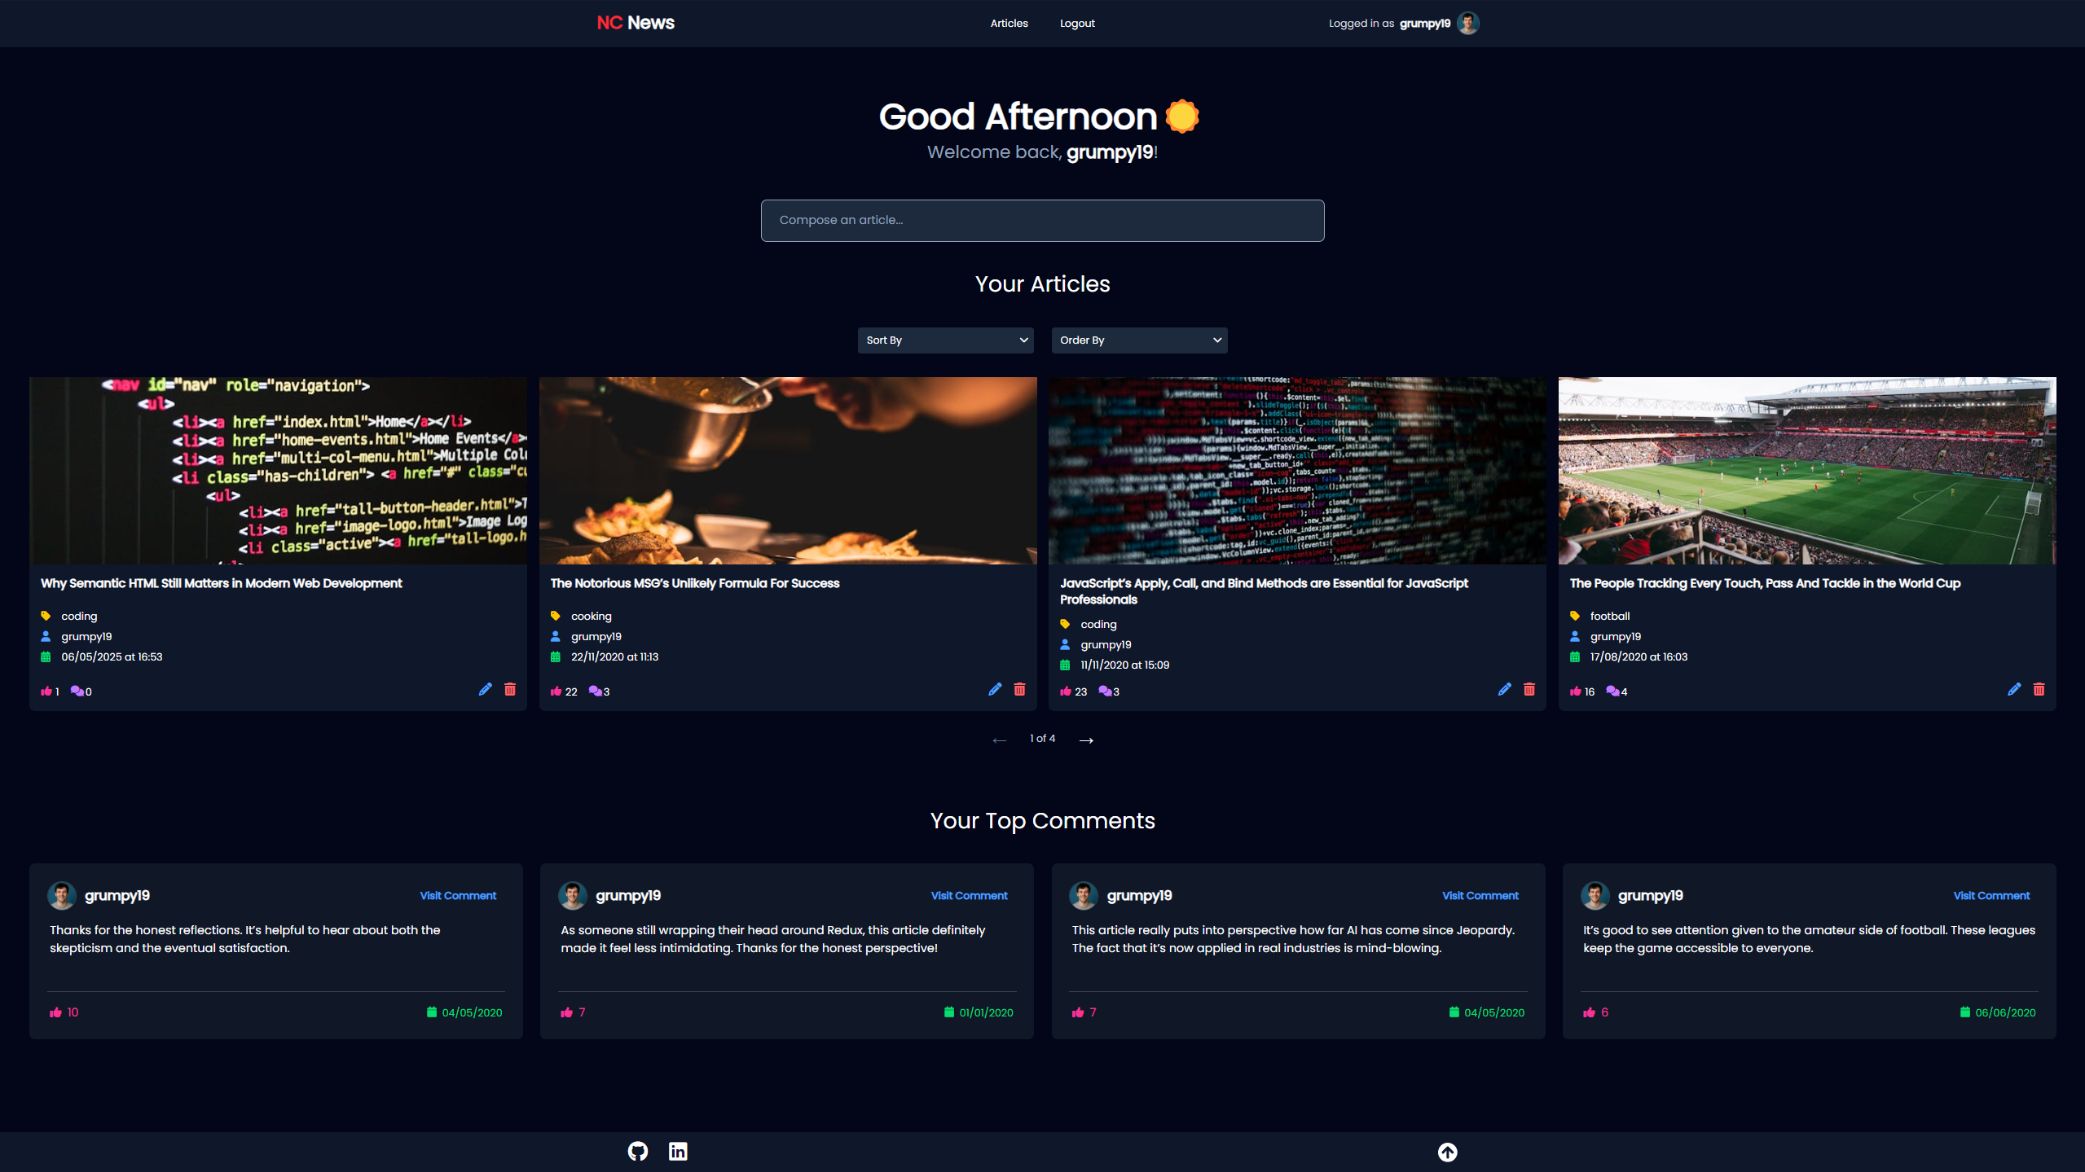 NC News
Articles
Logout
Logged in as grumpy19
Good Afternoon
Welcome back, grumpy19!
Compose an article...
Your Articles
Sort By
Order By
<nav id="nav" role="navigation">
<ul>
<li><a href="index.html">Home</a></li>
<li><a href="home-events.html">Home Events</a>
<li><a href="multi-col-menu.html">Multiple Col
<li class="has-children"> <a href="#" class="cu
<ul>
<li><a href="tall-button-header.html">T
<li><a href="image-logo.html">Image Log
<li class="active"><a href="tall-logo.h
Why Semantic HTML Still Matters in Modern Web Development
coding
grumpy19
06/05/2025 at 16:53
1
0
The Notorious MSG's Unlikely Formula For Success
cooking
grumpy19
22/11/2020 at 11:13
22
3
JavaScript's Apply, Call, and Bind Methods are Essential for JavaScript
Professionals
coding
grumpy19
11/11/2020 at 15:09
23
3
The People Tracking Every Touch, Pass And Tackle in the World Cup
football
grumpy19
17/08/2020 at 16:03
16
4
← 1 of 4 →
Your Top Comments
grumpy19
Visit Comment
Thanks for the honest reflections. It's helpful to hear about both the
skepticism and the eventual satisfaction.
10
04/05/2020
grumpy19
Visit Comment
As someone still wrapping their head around Redux, this article definitely
made it feel less intimidating. Thanks for the honest perspective!
7
01/01/2020
grumpy19
Visit Comment
This article really puts into perspective how far AI has come since Jeopardy.
The fact that it's now applied in real industries is mind-blowing.
7
04/05/2020
grumpy19
Visit Comment
It's good to see attention given to the amateur side of football. These leagues
keep the game accessible to everyone.
6
06/06/2020